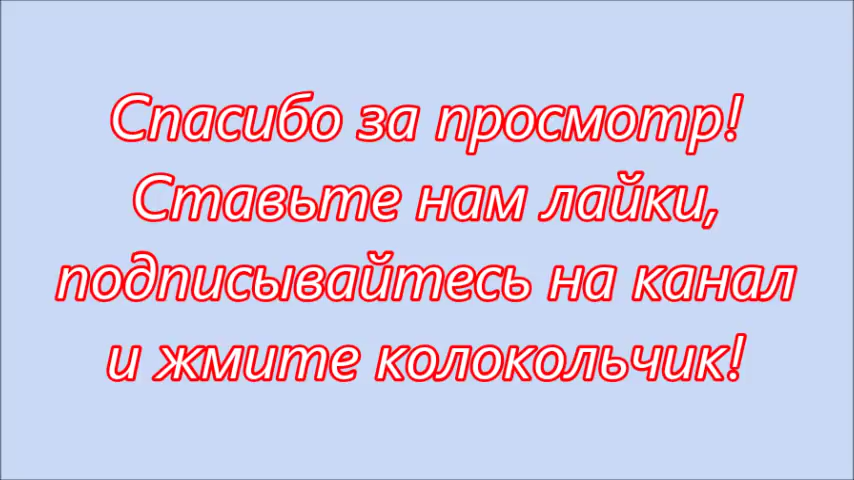 Спасибо за просмотр!
Ставьте нам лайки,
подписывайтесь на канал
и жмите колокольчик!